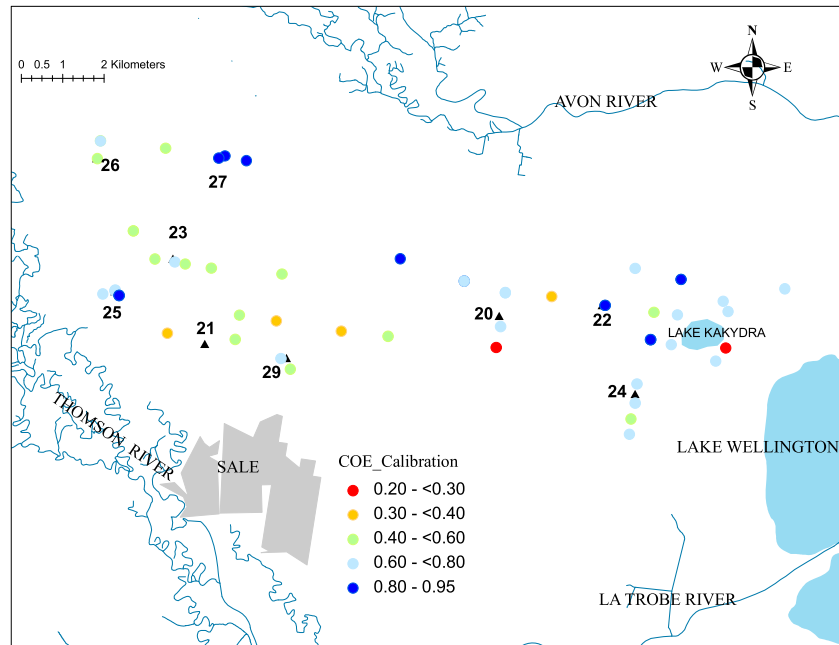 N
W E
S
0 0.5 1 2 Kilometers
AVON RIVER
26
27
23
25
21
20
22
LAKE KAKYDRA
29
24
THOMSON RIVER
SALE
LAKE WELLINGTON
COE_Calibration
0.20 - <0.30
0.30 - <0.40
0.40 - <0.60
0.60 - <0.80
0.80 - 0.95
LA TROBE RIVER